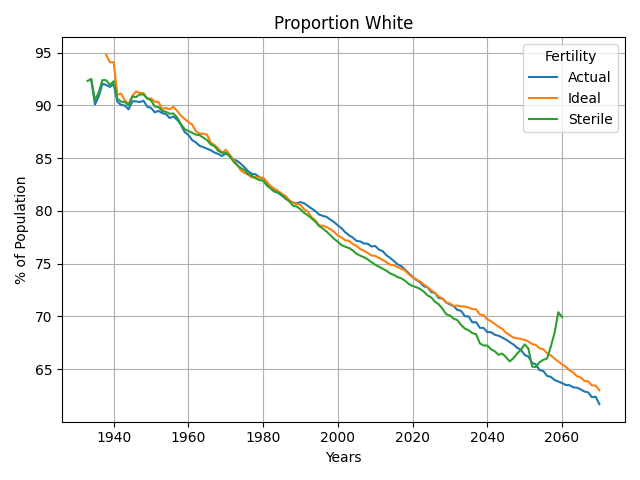 Proportion White
Fertility
Actual
Ideal
Sterile
% of Population
95
90
85
80
75
70
65
1940
1960
1980
2000
2020
2040
2060
Years